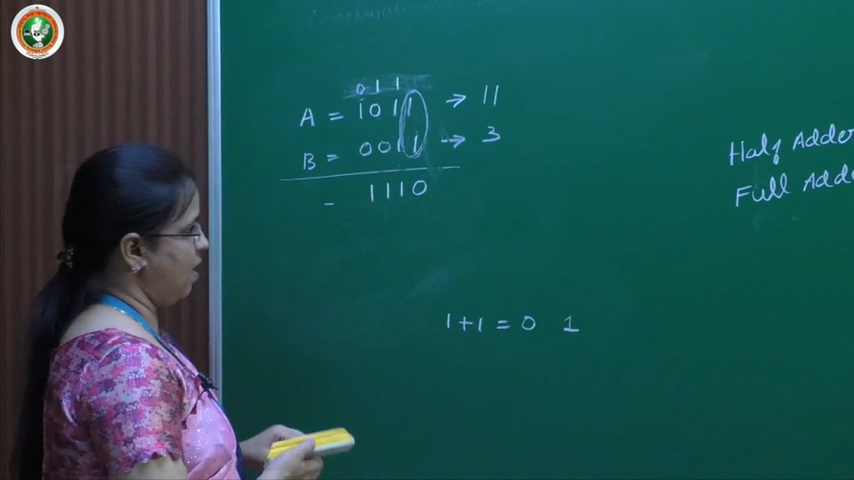 0 1 1
A = 1 0 1 1 → 11
B = 0 0 1 1 → 3
- 1 1 1 0
Half Adder
Full Adde
1 + 1 = 0 1